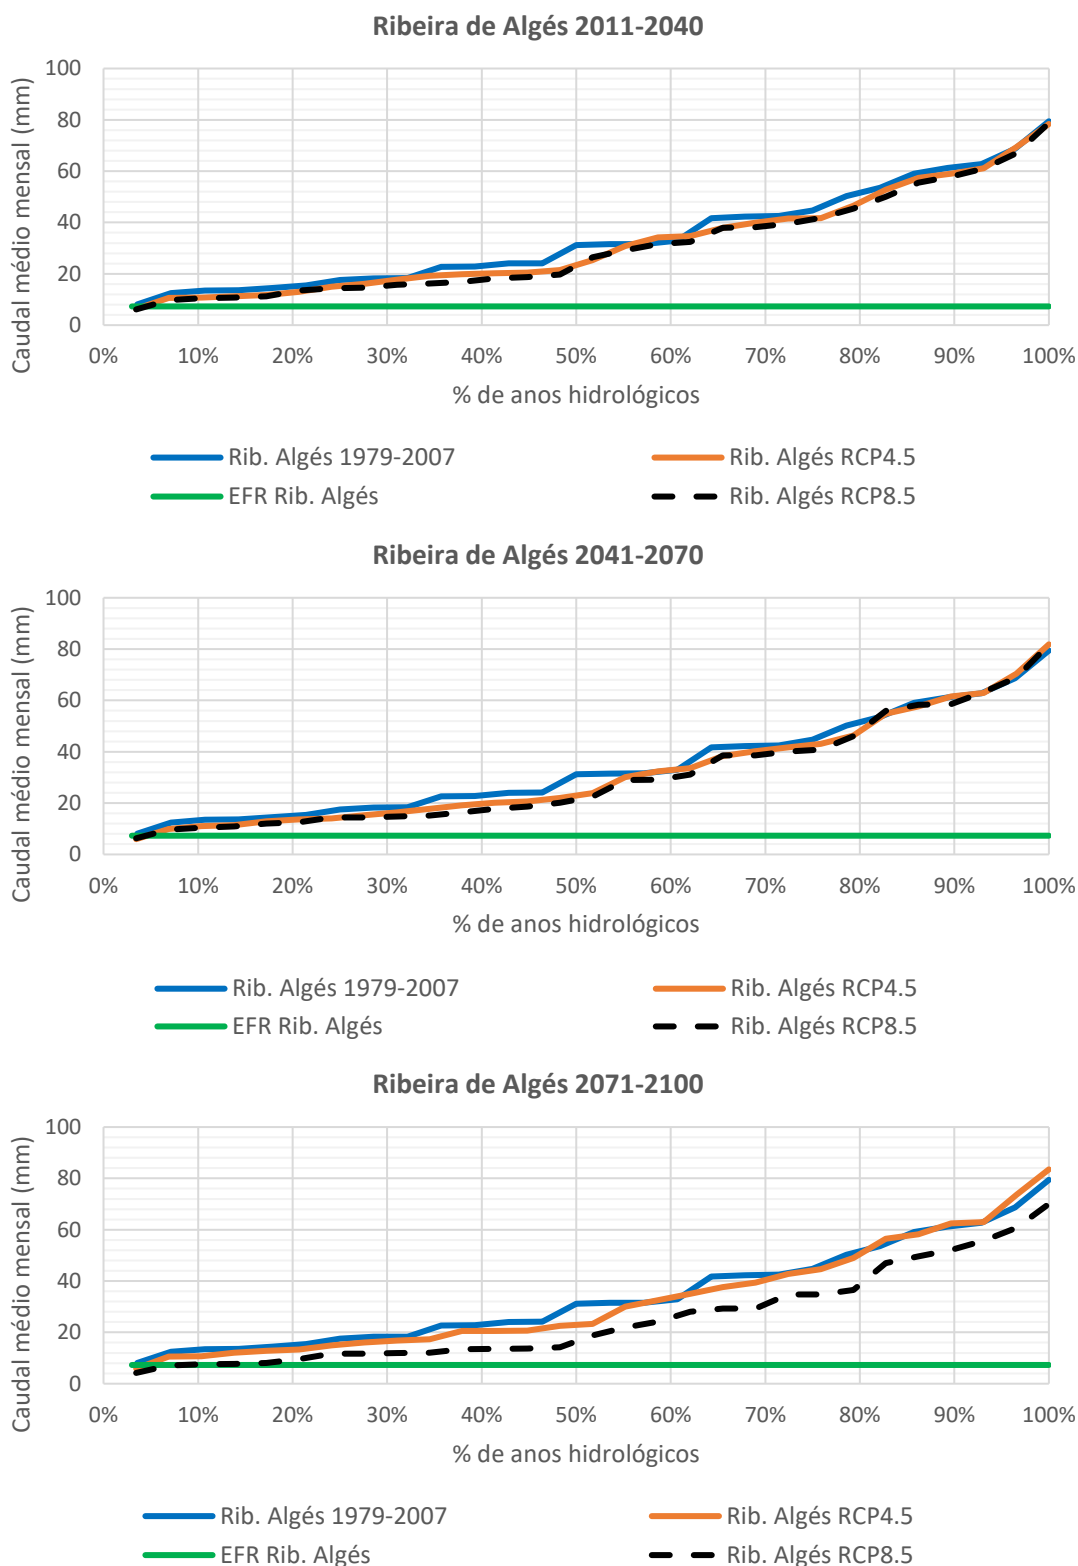 Ribeira de Algés 2011-2040
Caudal médio mensal (mm)
100
80
60
40
20
0
0% 10% 20% 30% 40% 50% 60% 70% 80% 90% 100%
% de anos hidrológicos
Rib. Algés 1979-2007 Rib. Algés RCP4.5
EFR Rib. Algés Rib. Algés RCP8.5
Ribeira de Algés 2041-2070
Caudal médio mensal (mm)
100
80
60
40
20
0
0% 10% 20% 30% 40% 50% 60% 70% 80% 90% 100%
% de anos hidrológicos
Rib. Algés 1979-2007 Rib. Algés RCP4.5
EFR Rib. Algés Rib. Algés RCP8.5
Ribeira de Algés 2071-2100
Caudal médio mensal (mm)
100
80
60
40
20
0
0% 10% 20% 30% 40% 50% 60% 70% 80% 90% 100%
% de anos hidrológicos
Rib. Algés 1979-2007 Rib. Algés RCP4.5
EFR Rib. Algés Rib. Algés RCP8.5